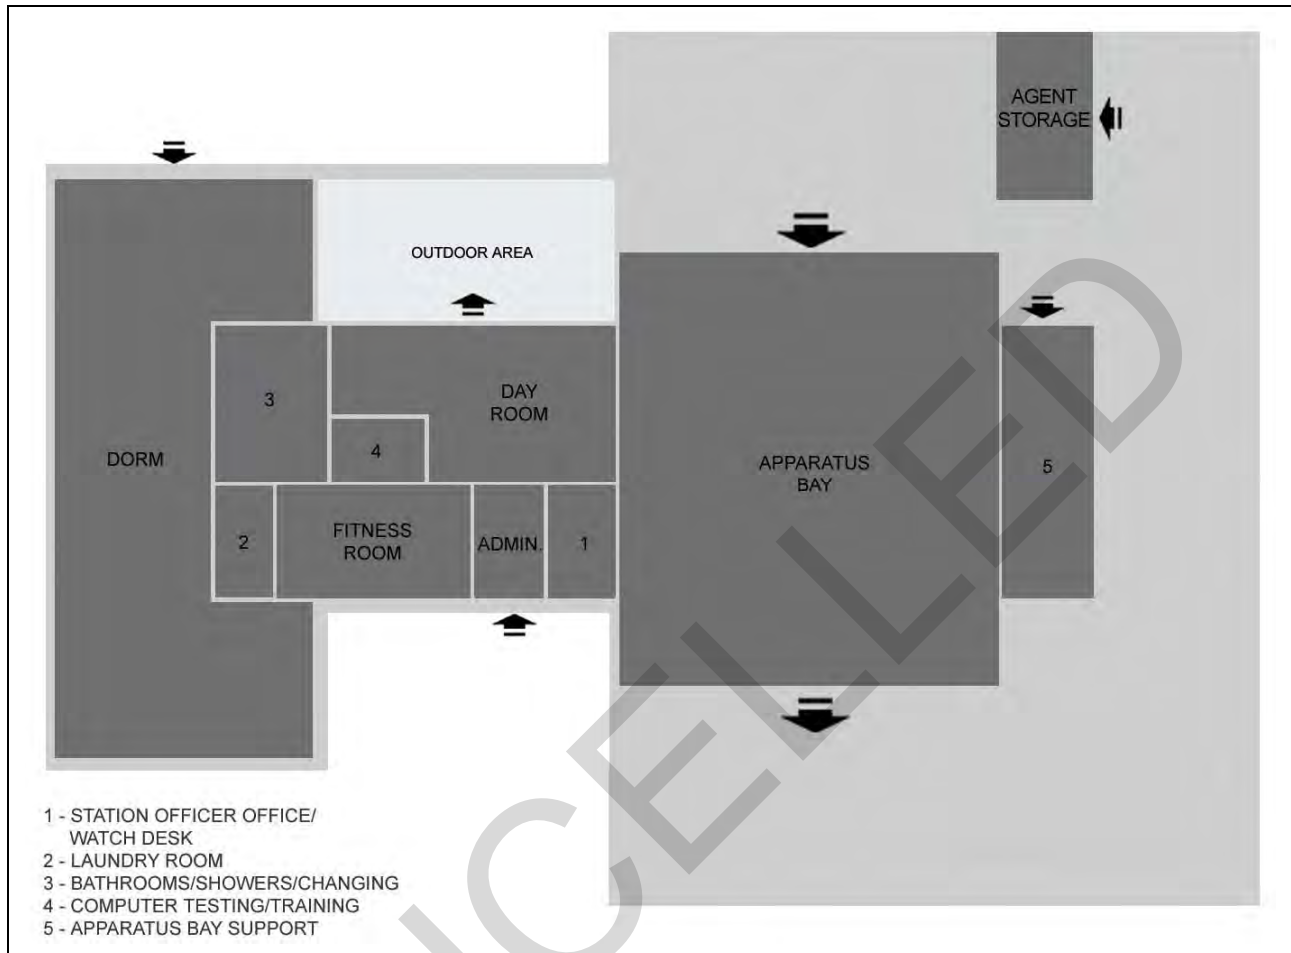 AGENT
STORAGE
OUTDOOR AREA
DAY
ROOM
3
4
DORM
APPARATUS
BAY
5
FITNESS
ROOM
2
ADMIN.
1
1 - STATION OFFICER OFFICE/
WATCH DESK
2 - LAUNDRY ROOM
3 - BATHROOMS/SHOWERS/CHANGING
4 - COMPUTER TESTING/TRAINING
5 - APPARATUS BAY SUPPORT
NCELLED